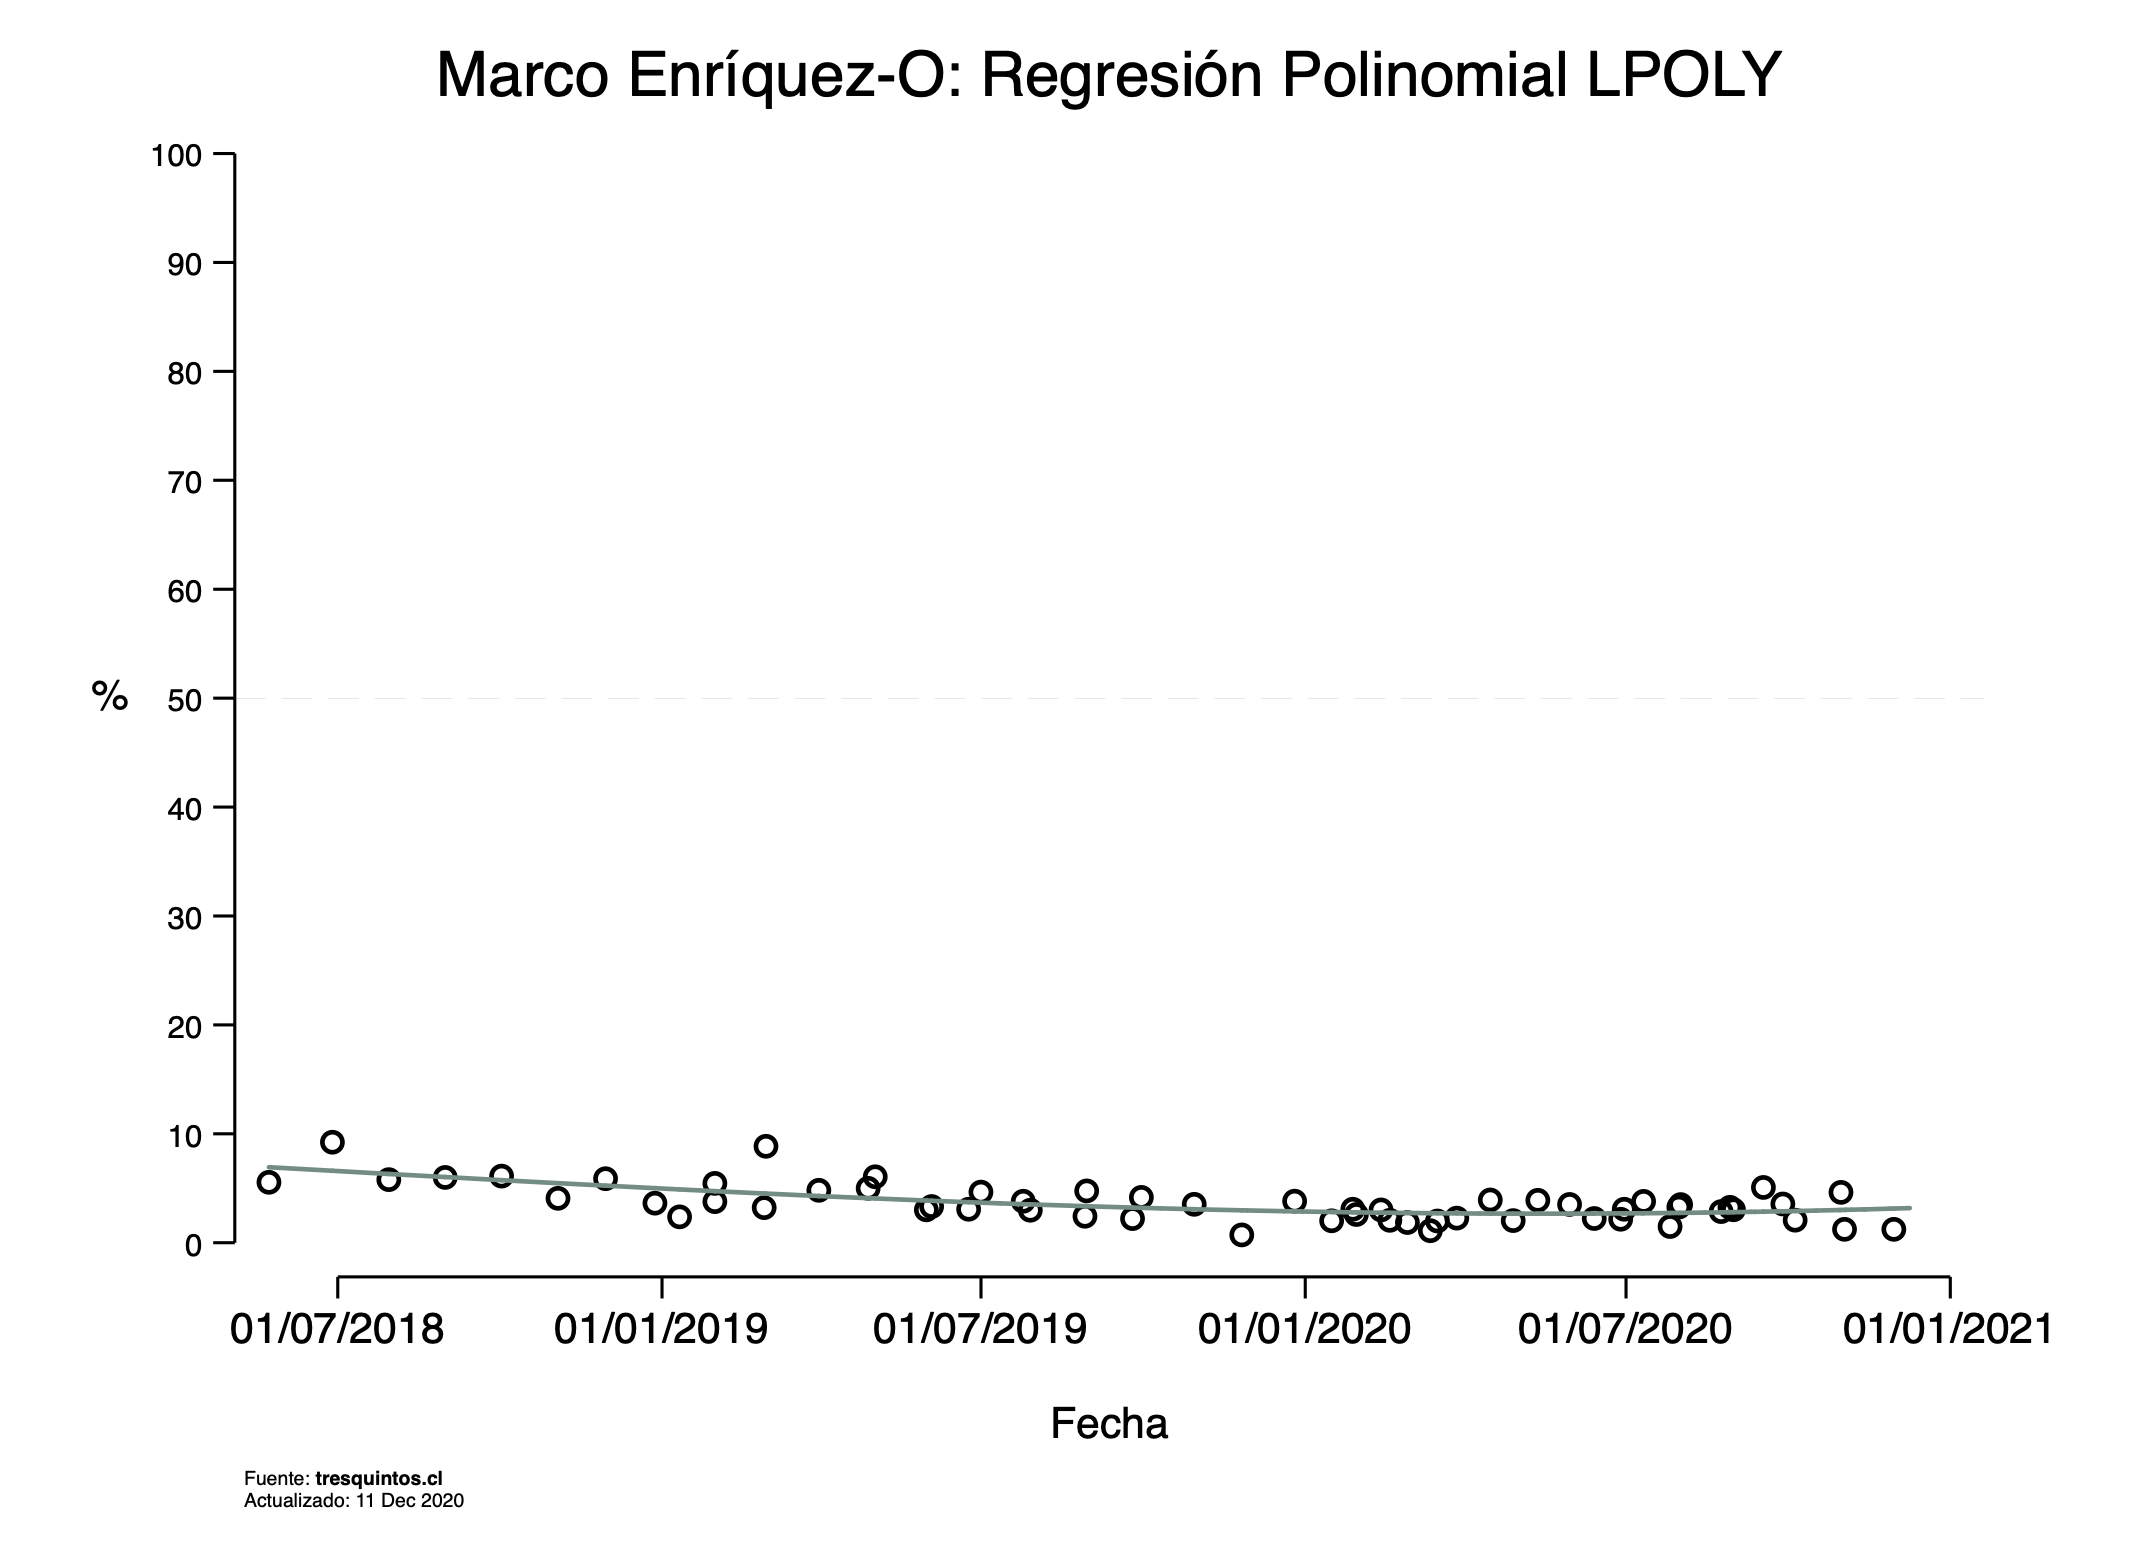 Marco Enríquez-O: Regresión Polinomial LPOLY
100
90
80
70
60
%
50
40
30
20
10
0
01/07/2018 01/01/2019 01/07/2019 01/01/2020 01/07/2020 01/01/2021
Fecha
Fuente: tresquintos.cl
Actualizado: 11 Dec 2020